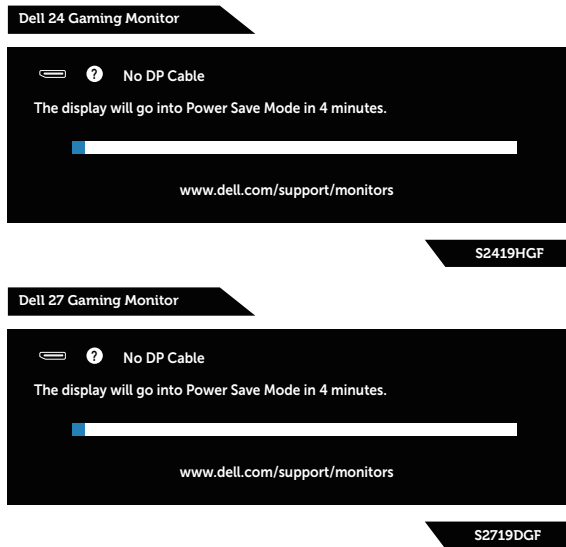 Dell 24 Gaming Monitor
? No DP Cable
The display will go into Power Save Mode in 4 minutes.
www.dell.com/support/monitors
S2419HGF
Dell 27 Gaming Monitor
? No DP Cable
The display will go into Power Save Mode in 4 minutes.
www.dell.com/support/monitors
S2719DGF